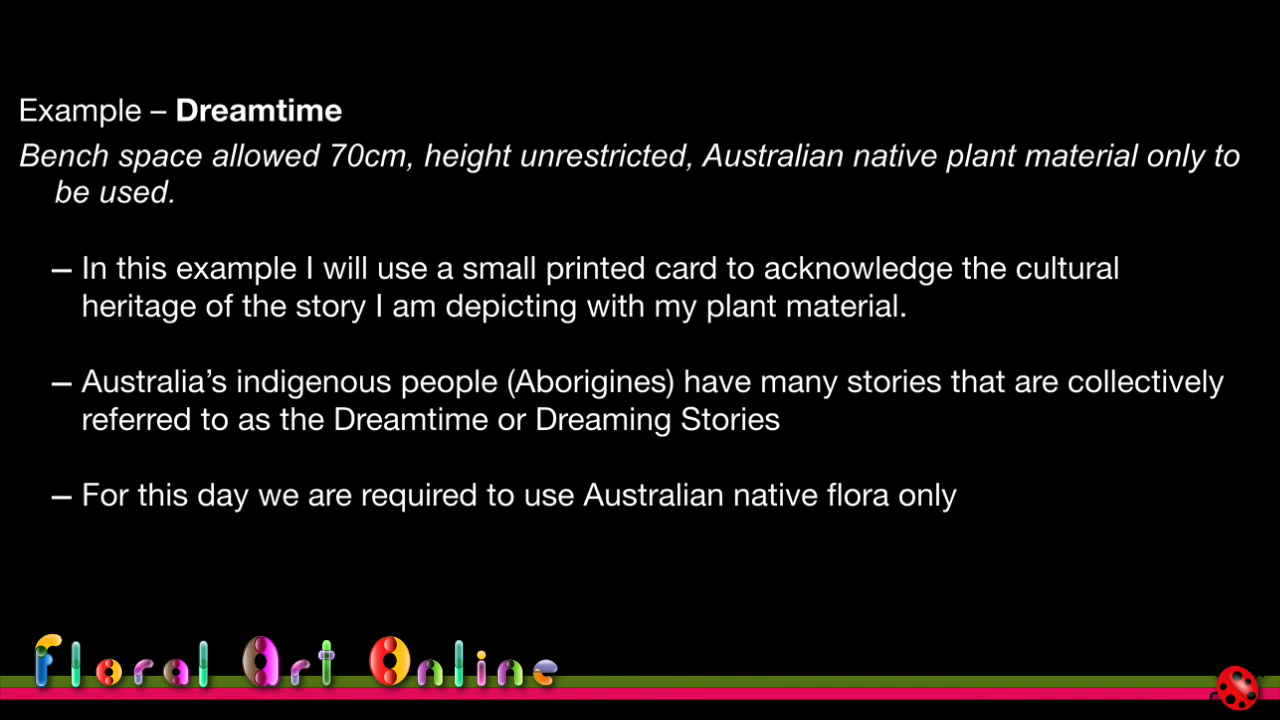 Example – Dreamtime
Bench space allowed 70cm, height unrestricted, Australian native plant material only to
be used.
– In this example I will use a small printed card to acknowledge the cultural
heritage of the story I am depicting with my plant material.
– Australia’s indigenous people (Aborigines) have many stories that are collectively
referred to as the Dreamtime or Dreaming Stories
– For this day we are required to use Australian native flora only
Floral Art Online